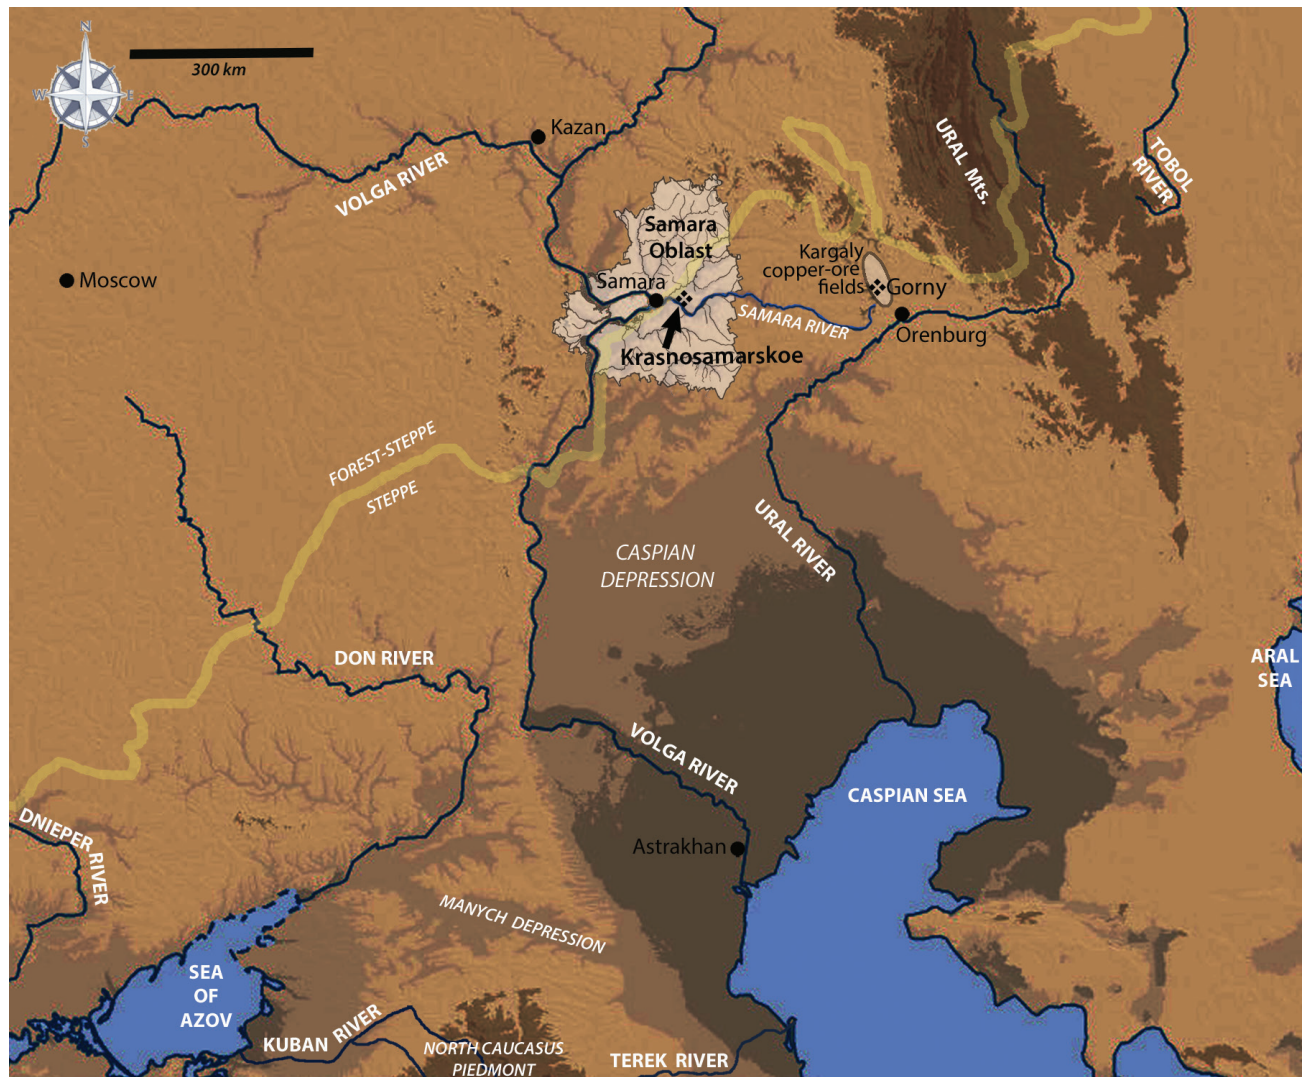 N
W
E
S
300 km
Kazan
VOLGA RIVER
URAL Mts.
TOBOL
RIVER
Moscow
Samara
Oblast
Samara
Kargaly
copper-ore
fields
Gorny
SAMARA RIVER
Orenburg
Krasnosamarskoe
FOREST-STEPPE
STEPPE
CASPIAN
DEPRESSION
URAL RIVER
DON RIVER
ARAL
SEA
VOLGA RIVER
CASPIAN SEA
DNIEPER RIVER
Astrakhan
MANYCH DEPRESSION
SEA
OF
AZOV
KUBAN RIVER
NORTH CAUCASUS
PIEDMONT
TEREK RIVER